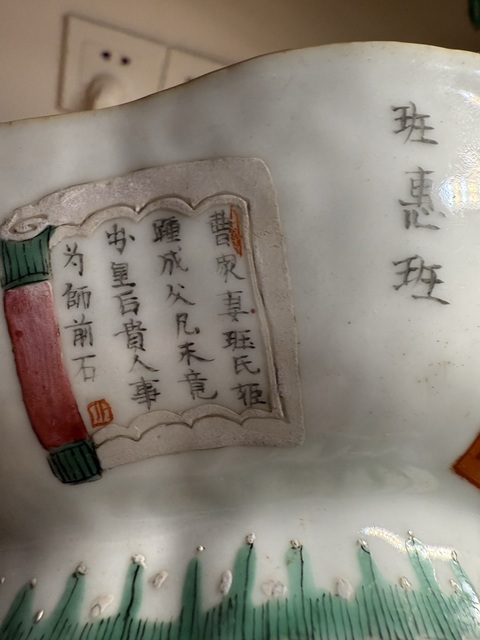 班惠班
曹家妻班氏姬
踵成父兄未竟
书皇后貴人事
为師前石